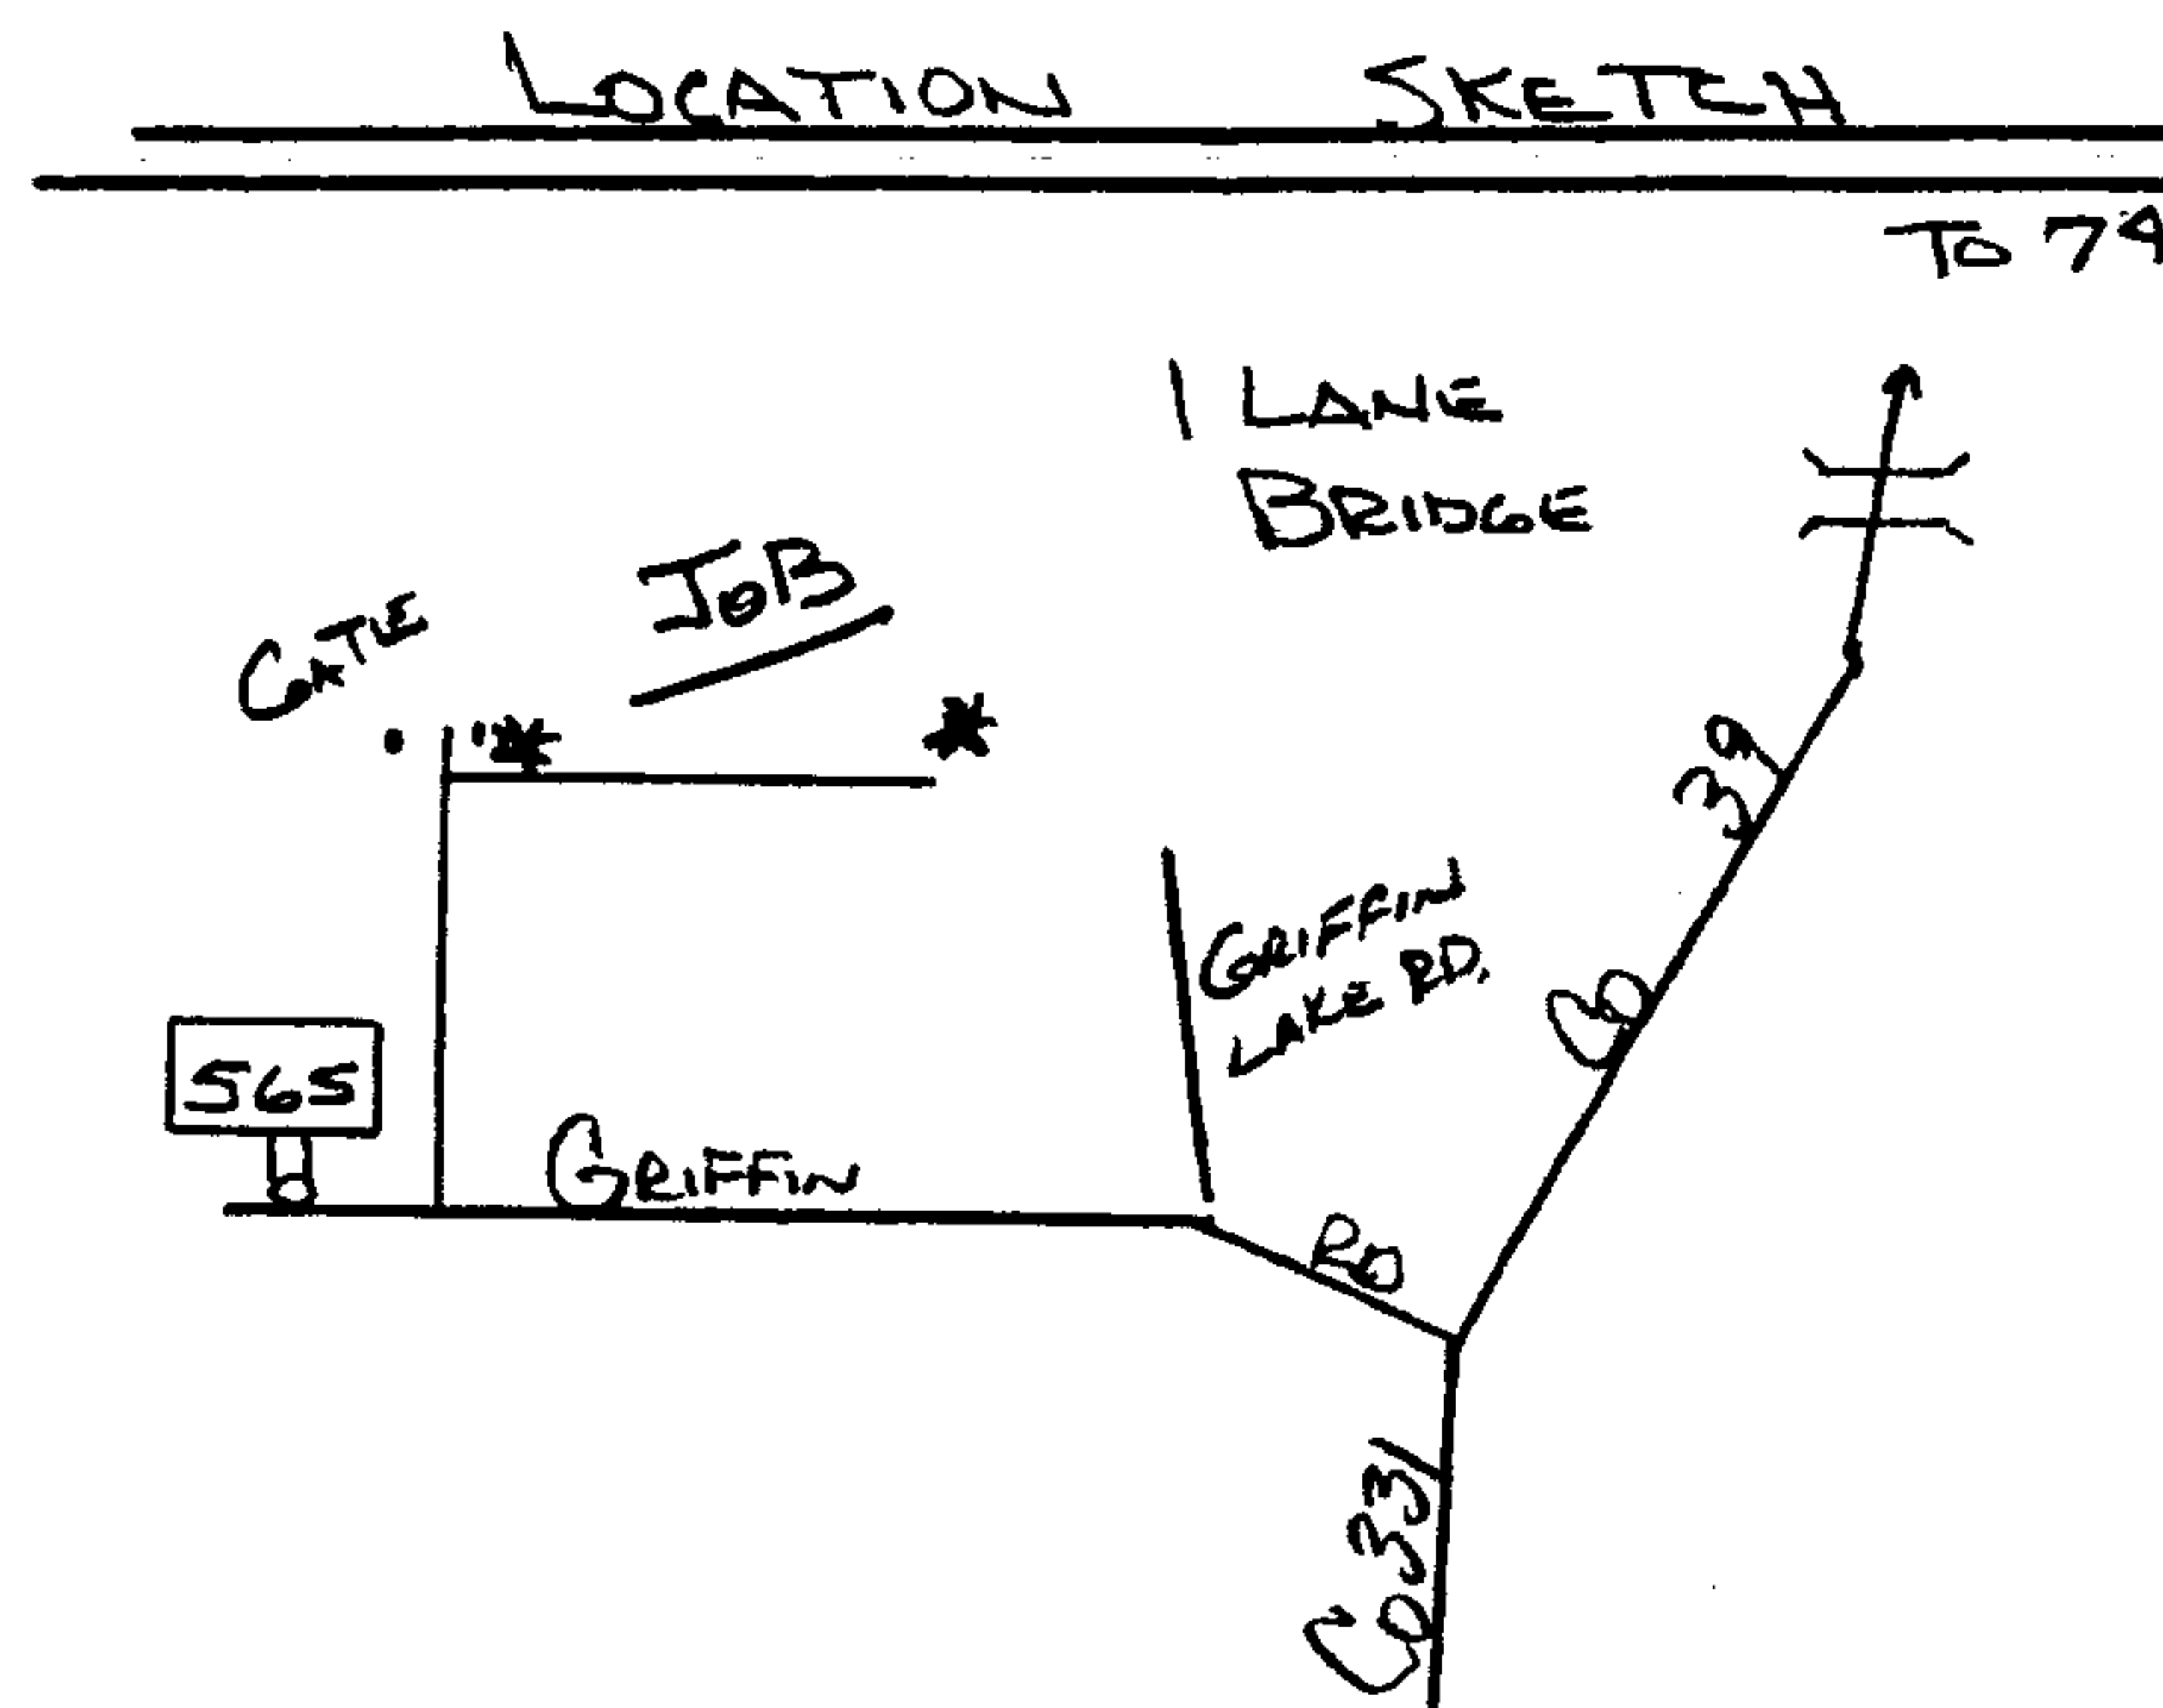 LOCATION SKETCH
TO 79
1 LANE
BRIDGE
JOB
GATE
Co 39
GRIFFIN
LAKE RD.
565
GRIFFIN RD
Co 331